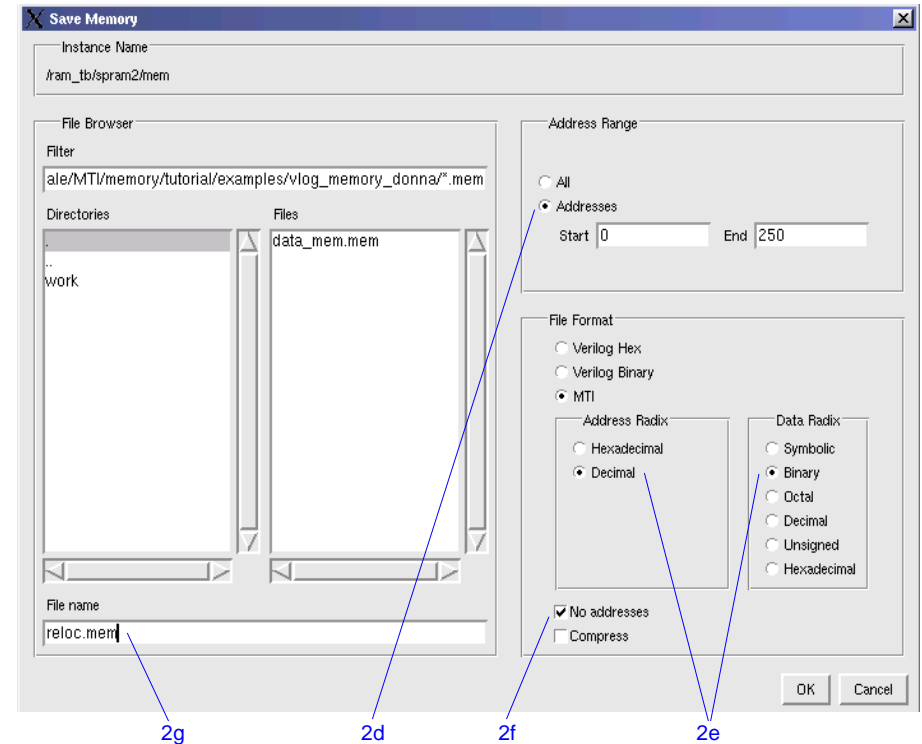 Save Memory
Instance Name
/ram_tb/spram2/mem
File Browser
Filter
ale/MTI/memory/tutorial/examples/vlog_memory_donna/*.mem
Directories
.
..
work
Files
data_mem.mem
File name
reloc.mem
Address Range
All
Addresses
Start 0 End 250
File Format
Verilog Hex
Verilog Binary
MTI
Address Radix
Hexadecimal
Decimal
Data Radix
Symbolic
Binary
Octal
Decimal
Unsigned
Hexadecimal
No addresses
Compress
OK Cancel
2g 2d 2f 2e